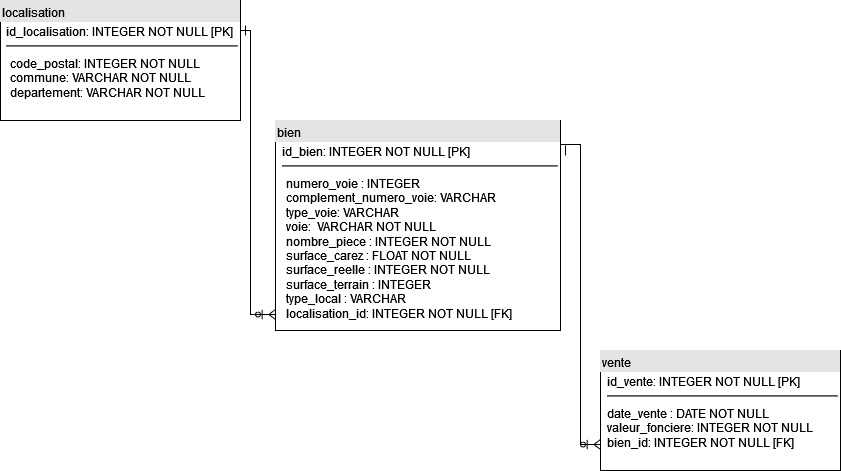 localisation
id_localisation: INTEGER NOT NULL [PK]
code_postal: INTEGER NOT NULL
commune: VARCHAR NOT NULL
departement: VARCHAR NOT NULL
bien
id_bien: INTEGER NOT NULL [PK]
numero_voie : INTEGER
complement_numero_voie: VARCHAR
type_voie: VARCHAR
voie: VARCHAR NOT NULL
nombre_piece : INTEGER NOT NULL
surface_carez : FLOAT NOT NULL
surface_reelle : INTEGER NOT NULL
surface_terrain : INTEGER
type_local : VARCHAR
localisation_id: INTEGER NOT NULL [FK]
vente
id_vente: INTEGER NOT NULL [PK]
date_vente : DATE NOT NULL
valeur_fonciere: INTEGER NOT NULL
bien_id: INTEGER NOT NULL [FK]